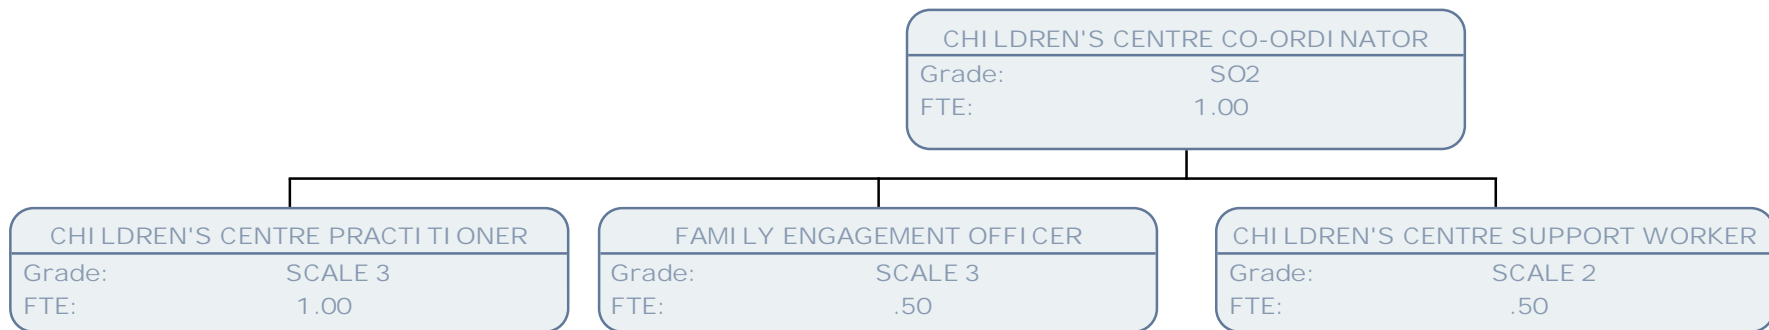 CHILDREN'S CENTRE CO-ORDINATOR
Grade: SO2
FTE: 1.00
CHILDREN'S CENTRE PRACTITIONER
Grade: SCALE 3
FTE: 1.00
FAMILY ENGAGEMENT OFFICER
Grade: SCALE 3
FTE: .50
CHILDREN'S CENTRE SUPPORT WORKER
Grade: SCALE 2
FTE: .50